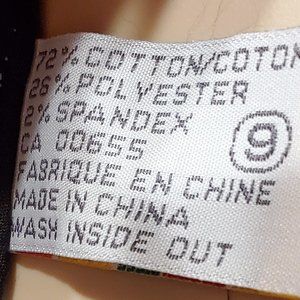 72% COTTON/COTON
26% POLYESTER
2% SPANDEX
CA 00655
9
FABRIQUE EN CHINE
MADE IN CHINA
WASH INSIDE OUT